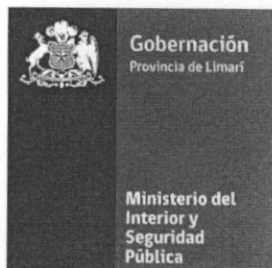 Gobernación
Provincia de Limarí
Ministerio del
Interior y
Seguridad
Pública